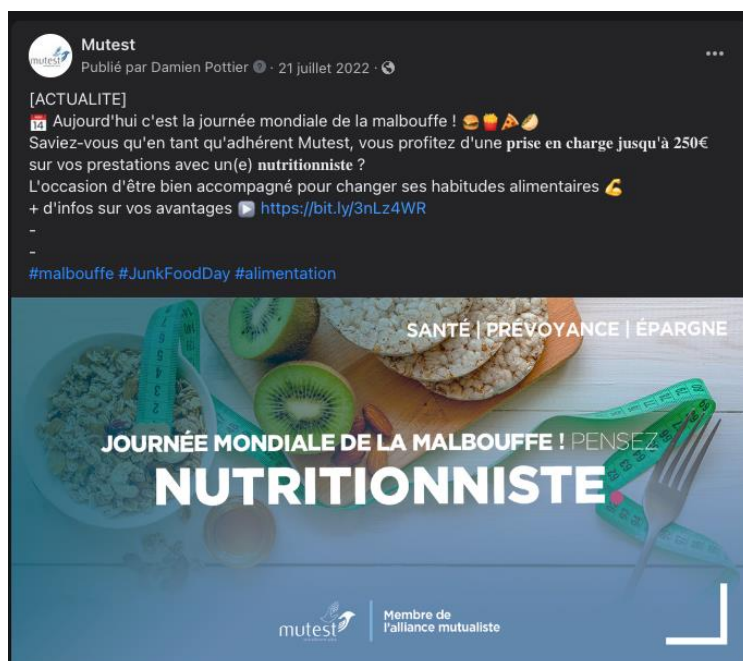 Mutest
Publié par Damien Pottier · 21 juillet 2022 ·
[ACTUALITE]
📅 Aujourd'hui c'est la journée mondiale de la malbouffe ! 🍔🍟🍕🥙
Saviez-vous qu'en tant qu'adhérent Mutest, vous profitez d'une 𝐩𝐫𝐢𝐬𝐞 𝐞𝐧 𝐜𝐡𝐚𝐫𝐠𝐞 𝐣𝐮𝐬𝐪𝐮'à 𝟐𝟓𝟎€
sur vos prestations avec un(e) 𝐧𝐮𝐭𝐫𝐢𝐭𝐢𝐨𝐧𝐧𝐢𝐬𝐭𝐞 ?
L'occasion d'être bien accompagné pour changer ses habitudes alimentaires 💪
+ d'infos sur vos avantages ▶️ https://bit.ly/3nLz4WR
-
-
#malbouffe #JunkFoodDay #alimentation
SANTÉ | PRÉVOYANCE | ÉPARGNE
JOURNÉE MONDIALE DE LA MALBOUFFE ! PENSEZ
NUTRITIONNISTE.
mutest
Membre de
l'alliance mutualiste